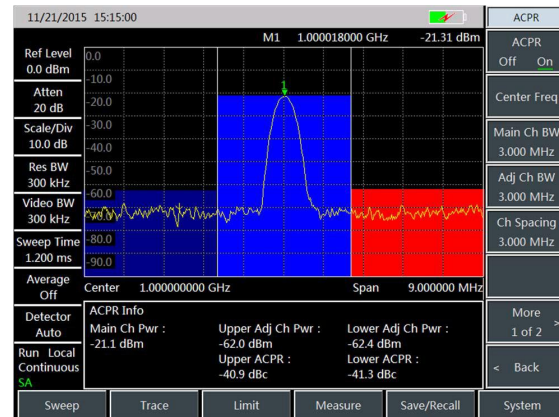 11/21/2015 15:15:00
ACPR
M1 1.000018000 GHz -21.31 dBm
Ref Level
0.0 dBm
Atten
20 dB
Scale/Div
10.0 dB
Res BW
300 kHz
Video BW
300 kHz
Sweep Time
1.200 ms
Average
Off
Detector
Auto
Run Local
Continuous
SA
0.0
-10.0
-20.0
-30.0
-40.0
-50.0
-60.0
-80.0
-90.0
1
Center 1.000000000 GHz Span 9.000000 MHz
ACPR Info
Main Ch Pwr : Upper Adj Ch Pwr : Lower Adj Ch Pwr :
-21.1 dBm -62.0 dBm -62.4 dBm
Upper ACPR : Lower ACPR :
-40.9 dBc -41.3 dBc
ACPR
Off On
Center Freq
Main Ch BW
3.000 MHz
Adj Ch BW
3.000 MHz
Ch Spacing
3.000 MHz
More >
1 of 2
< Back
Sweep Trace Limit Measure Save/Recall System